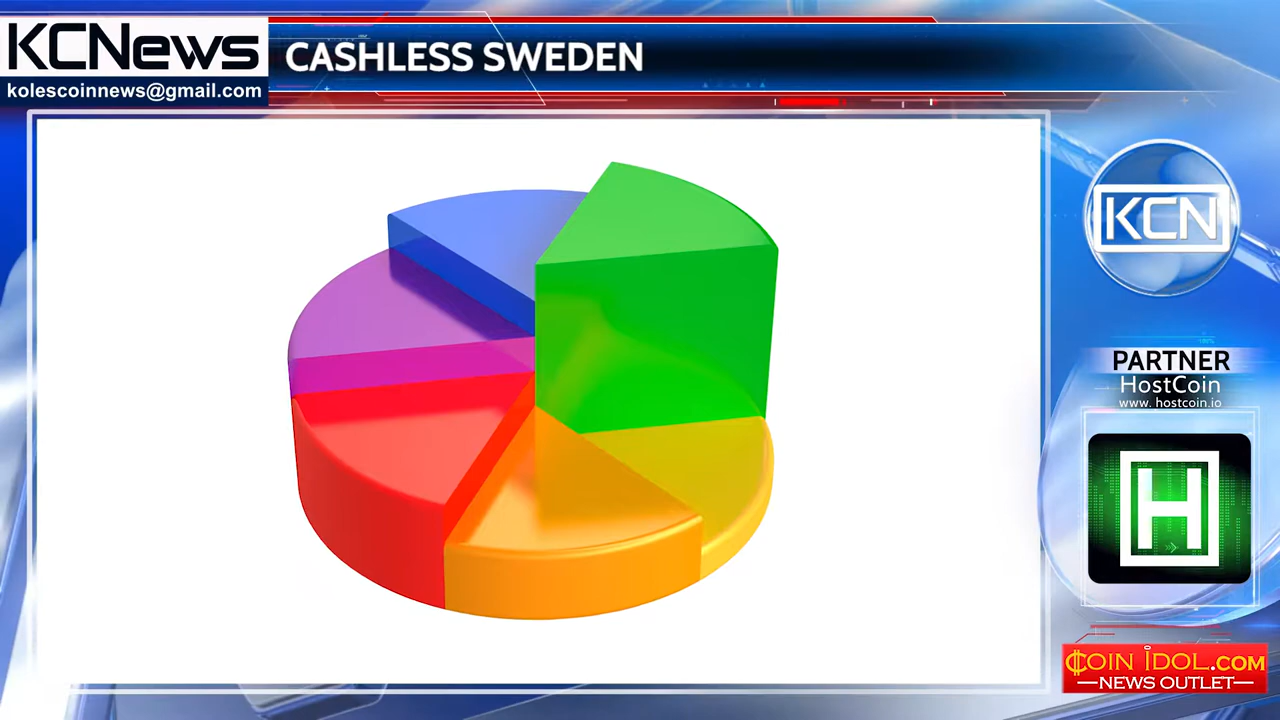 KCNews
kolescoinnews@gmail.com
CASHLESS SWEDEN
KCN
PARTNER
HostCoin
www. hostcoin.io
H
COIN IDOL.COM
—NEWS OUTLET—